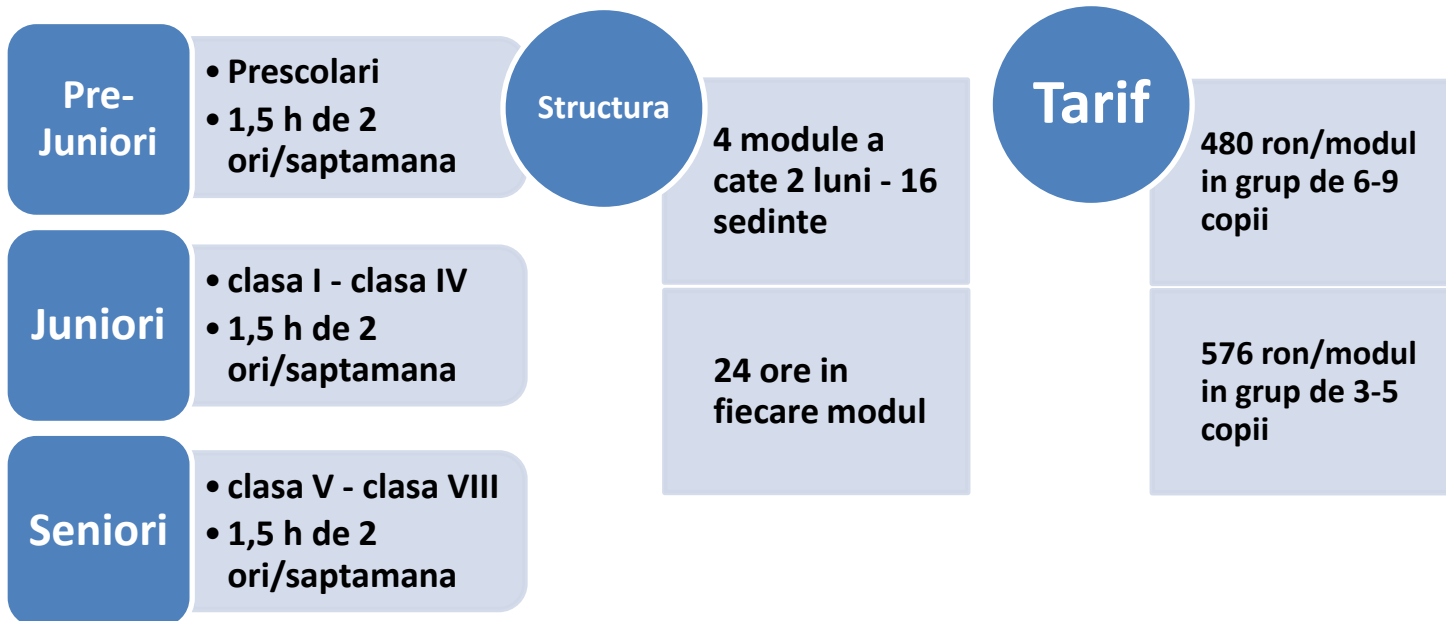 Pre-
Juniori
• Prescolari
• 1,5 h de 2
ori/saptamana
Juniori
• clasa I - clasa IV
• 1,5 h de 2
ori/saptamana
Seniori
• clasa V - clasa VIII
• 1,5 h de 2
ori/saptamana
Structura
4 module a
cate 2 luni - 16
sedinte
24 ore in
fiecare modul
Tarif
480 ron/modul
in grup de 6-9
copii
576 ron/modul
in grup de 3-5
copii